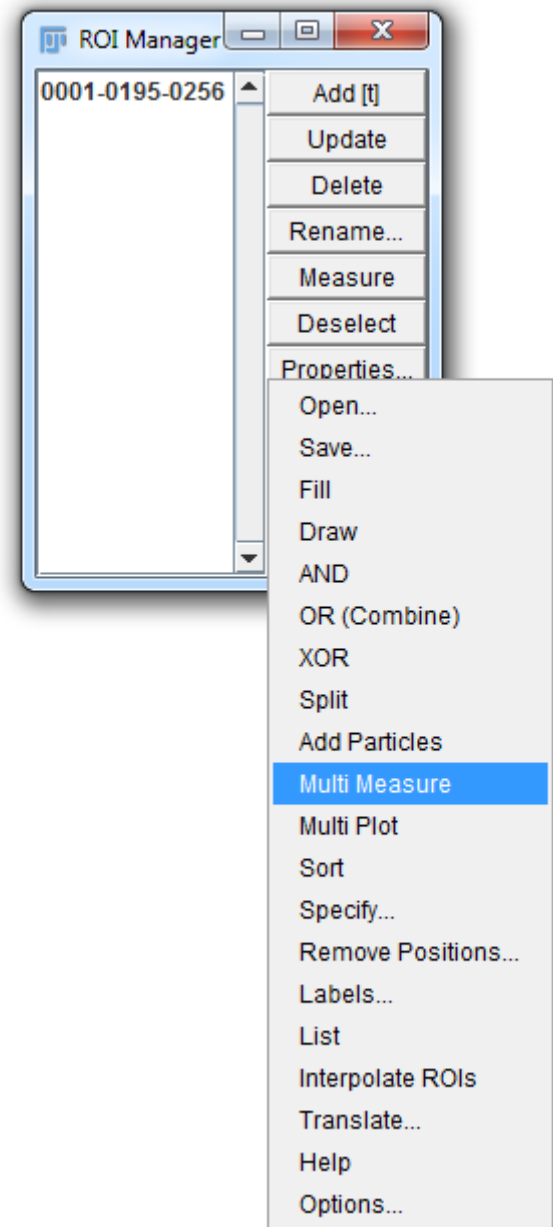 ROI Manager
0001-0195-0256
Add [t]
Update
Delete
Rename...
Measure
Deselect
Properties...
Open...
Save...
Fill
Draw
AND
OR (Combine)
XOR
Split
Add Particles
Multi Measure
Multi Plot
Sort
Specify...
Remove Positions...
Labels...
List
Interpolate ROIs
Translate...
Help
Options...